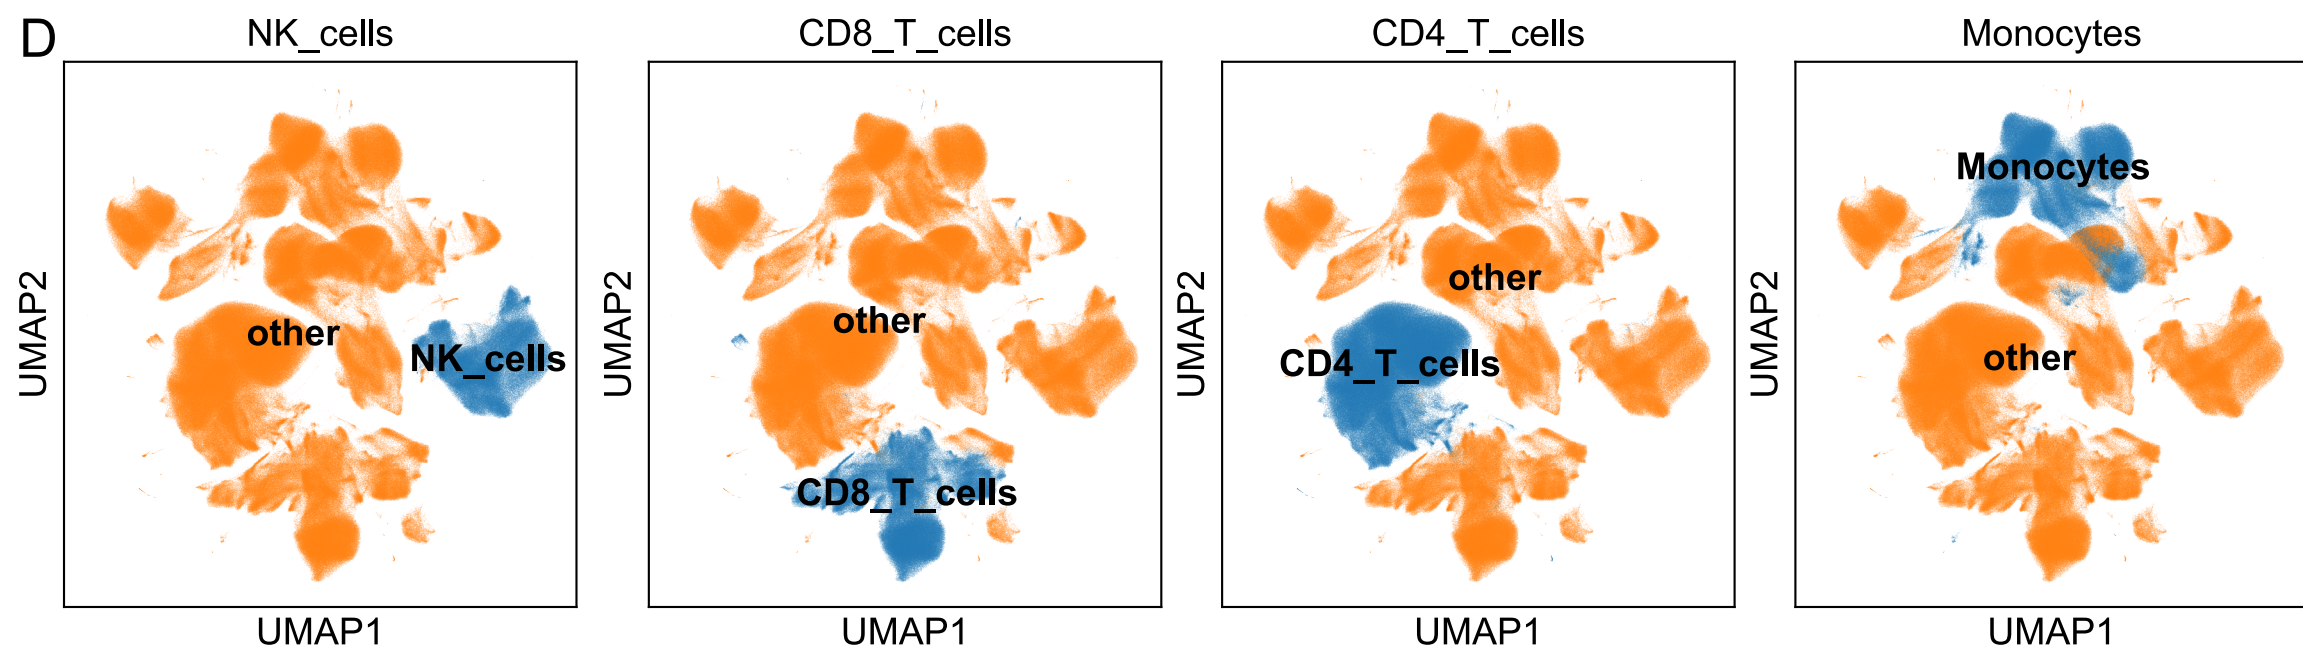 D
NK_cells
CD8_T_cells
CD4_T_cells
Monocytes
UMAP2
other
NK_cells
UMAP1
UMAP2
other
CD8_T_cells
UMAP1
UMAP2
other
CD4_T_cells
UMAP1
UMAP2
Monocytes
other
UMAP1